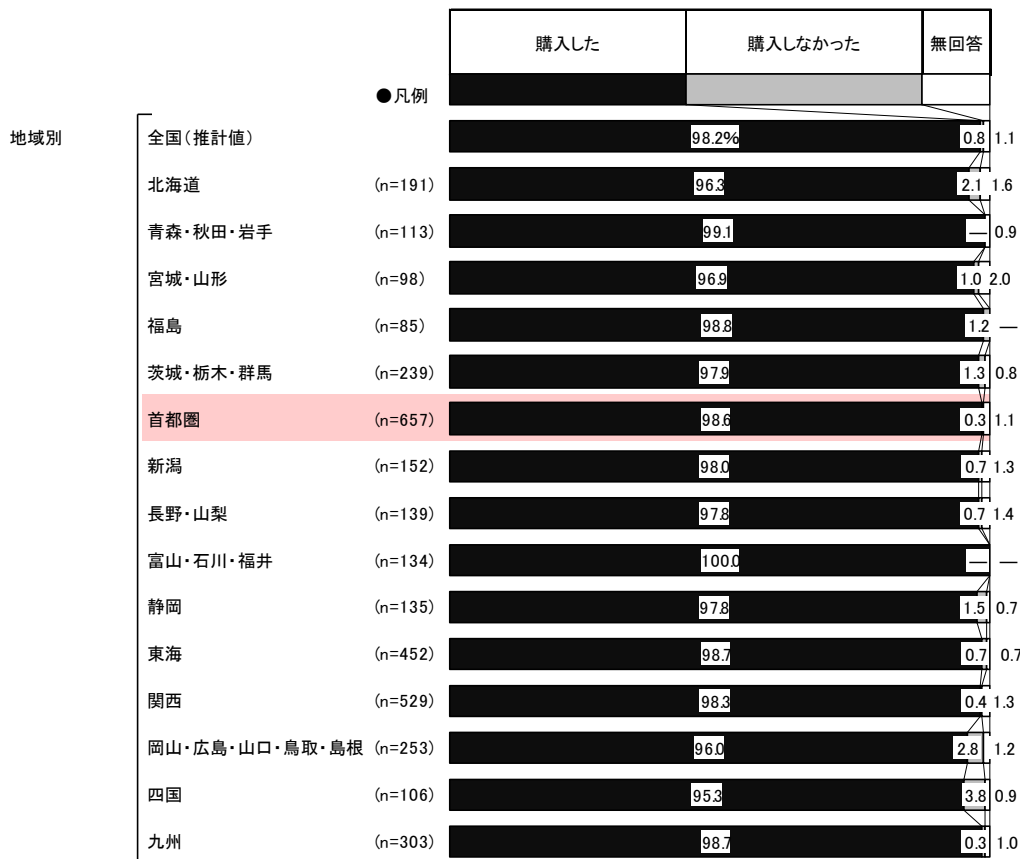 購入した 購入しなかった 無回答
●凡例
地域別 全国(推計値) 98.2% 0.8 1.1
北海道 (n=191) 96.3 2.1 1.6
青森・秋田・岩手 (n=113) 99.1 — 0.9
宮城・山形 (n=98) 96.9 1.0 2.0
福島 (n=85) 98.8 1.2 —
茨城・栃木・群馬 (n=239) 97.9 1.3 0.8
首都圏 (n=657) 98.6 0.3 1.1
新潟 (n=152) 98.0 0.7 1.3
長野・山梨 (n=139) 97.8 0.7 1.4
富山・石川・福井 (n=134) 100.0 — —
静岡 (n=135) 97.8 1.5 0.7
東海 (n=452) 98.7 0.7 0.7
関西 (n=529) 98.3 0.4 1.3
岡山・広島・山口・鳥取・島根 (n=253) 96.0 2.8 1.2
四国 (n=106) 95.3 3.8 0.9
九州 (n=303) 98.7 0.3 1.0